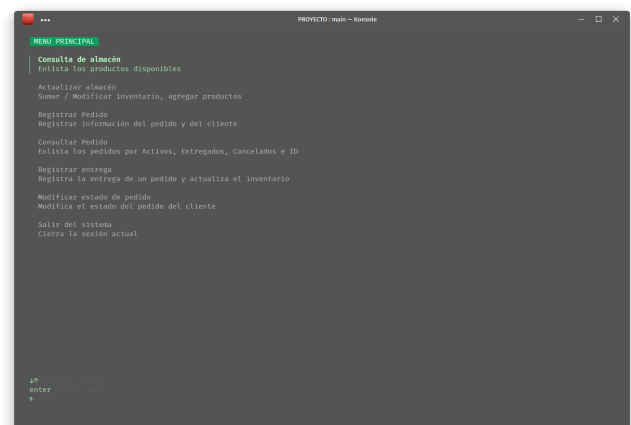 PROYECTO : main — Konsole
MENU PRINCIPAL
Consulta de almacén
Enlista los productos disponibles
Actualizar almacén
Sumar / Modificar inventario, agregar productos
Registrar Pedido
Registrar información del pedido y del cliente
Consultar Pedido
Enlista los pedidos por Activos, Entregados, Cancelados e ID
Registrar entrega
Registra la entrega de un pedido y actualiza el inventario
Modificar estado de pedido
Modifica el estado del pedido del cliente
Salir del sistema
Cierra la sesión actual
↓↑
enter
←